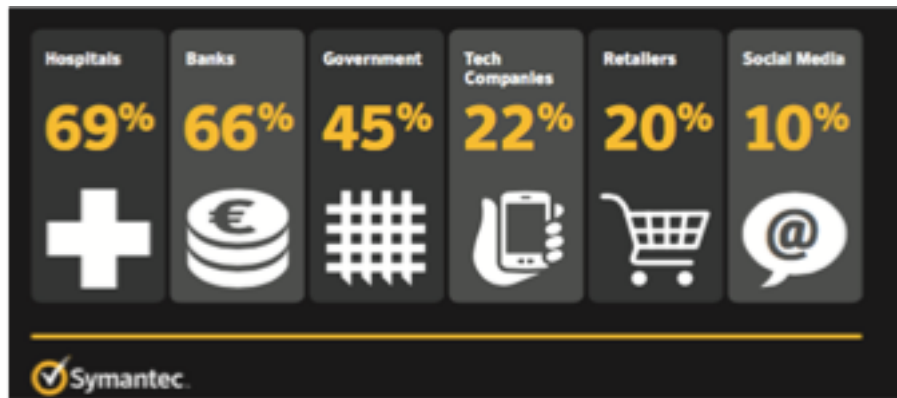 Hospitals
69%
Banks
66%
Government
45%
Tech
Companies
22%
Retailers
20%
Social Media
10%
€
@
Symantec.